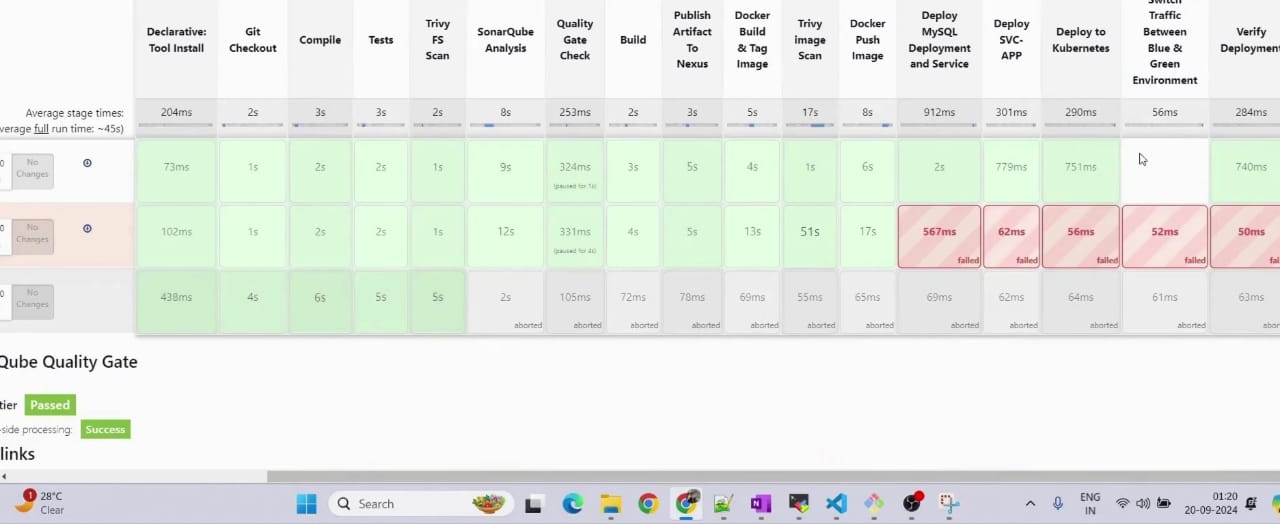 Declarative:
Tool Install
Git
Checkout
Compile
Tests
Trivy
FS
Scan
SonarQube
Analysis
Quality
Gate
Check
Build
Publish
Artifact
To
Nexus
Docker
Build
& Tag
Image
Trivy
image
Scan
Docker
Push
Image
Deploy
MySQL
Deployment
and Service
Deploy
SVC-
APP
Deploy to
Kubernetes
Switch
Traffic
Between
Blue &
Green
Environment
Verify
Deployment
Average stage times:
verage full run time: ~45s)
204ms 2s 3s 3s 2s 8s 253ms 2s 3s 5s 17s 8s 912ms 301ms 290ms 56ms 284ms
0 No
Changes
73ms 1s 2s 2s 1s 9s 324ms 3s 5s 4s 1s 6s 2s 779ms 751ms 740ms
(paused for 1s)
0 No
Changes
102ms 1s 2s 2s 1s 12s 331ms 4s 5s 13s 51s 17s 567ms 62ms 56ms 52ms 50ms
(paused for 4s)
failed failed failed failed fai
0 No
Changes
438ms 4s 6s 5s 5s 2s 105ms 72ms 78ms 69ms 55ms 65ms 69ms 62ms 64ms 61ms 63ms
aborted aborted aborted aborted aborted aborted aborted aborted aborted aborted aborted abort
Qube Quality Gate
tier Passed
-side processing: Success
links
1 28°C
Clear
Search
ENG
IN
01:20
20-09-2024